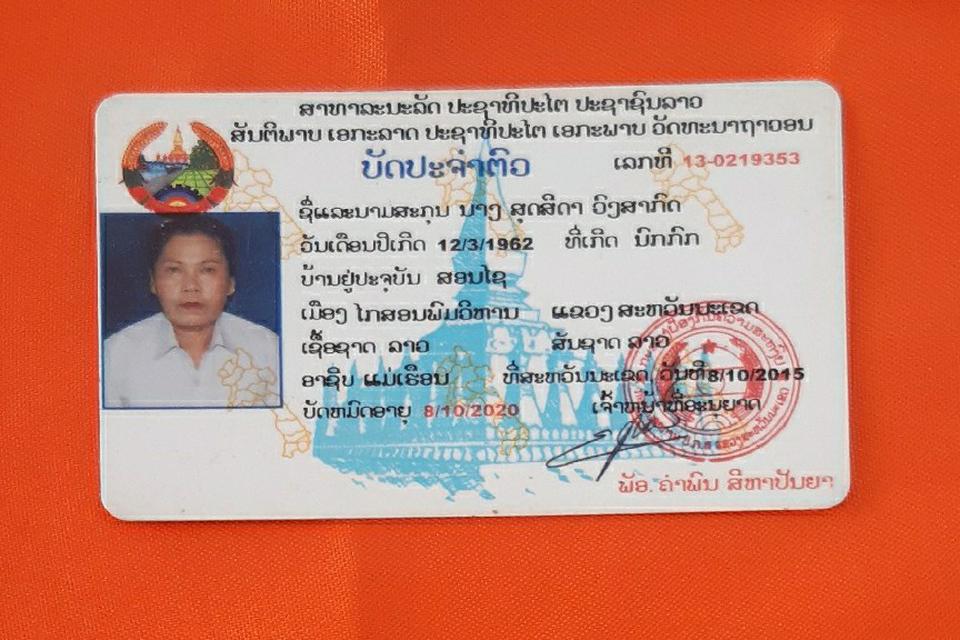 ສາທາລະນະລັດ ປະຊາທິປະໄຕ ປະຊາຊົນລາວ
ສັນຕິພາບ ເອກະລາດ ປະຊາທິປະໄຕ ເອກະພາບ ວັດທະນາຖາວອນ
ບັດປະຈຳຕົວ ເລກທີ 13-0219353
ຊື່ແລະນາມສະກຸນ ນາງ ສຸດສີດາ ວົງສາກົດ
ວັນເດືອນປີເກີດ 12/3/1962 ທີ່ເກີດ ນົກກົກ
ບ້ານຢູ່ປະຈຸບັນ ສອນໄຊ
ເມືອງ ໄກສອນພົມວິຫານ ແຂວງ ສະຫວັນນະເຂດ
ເຊື້ອຊາດ ລາວ ສັນຊາດ ລາວ
ອາຊິບ ແມ່ເຮືອນ ທີ່ສະຫວັນນະເຂດ ວັນທີ 8/10/2015
ບັດຫມົດອາຍຸ 8/10/2020 ເຈົ້າຫນ້າທີ່ອະນຸຍາດ
ພັອ. ຄຳພົນ ສີຫາປັນຍາ